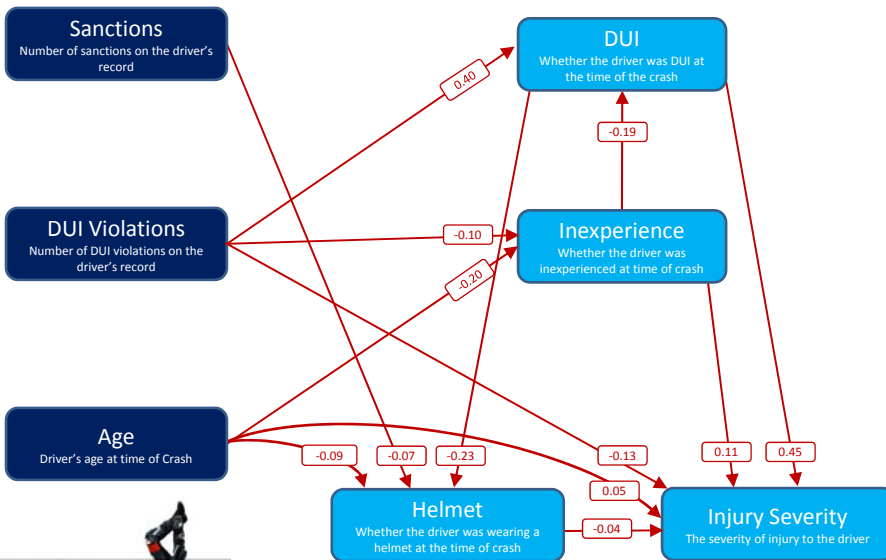 Sanctions
Number of sanctions on the driver's
record
DUI
Whether the driver was DUI at
the time of the crash
0.40
-0.19
DUI Violations
Number of DUI violations on the
driver's record
-0.10
Inexperience
Whether the driver was
inexperienced at time of crash
-0.20
Age
Driver's age at time of Crash
-0.09
-0.07
-0.23
-0.13
0.11
0.45
0.05
Helmet
Whether the driver was wearing a
helmet at the time of crash
-0.04
Injury Severity
The severity of injury to the driver